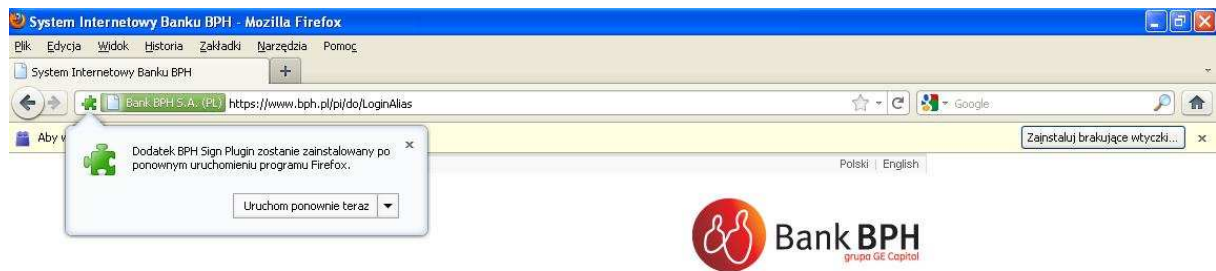 System Internetowy Banku BPH - Mozilla Firefox
Plik Edycja Widok Historia Zakładki Narzędzia Pomoc
System Internetowy Banku BPH
Bank BPH S.A. (PL) https://www.bph.pl/pi/do/LoginAlias Google
Aby Zainstaluj brakujące wtyczki...
Dodatek BPH Sign Plugin zostanie zainstalowany po
ponownym uruchomieniu programu Firefox.
Uruchom ponownie teraz
Polski | English
Bank BPH
grupa GE Capital